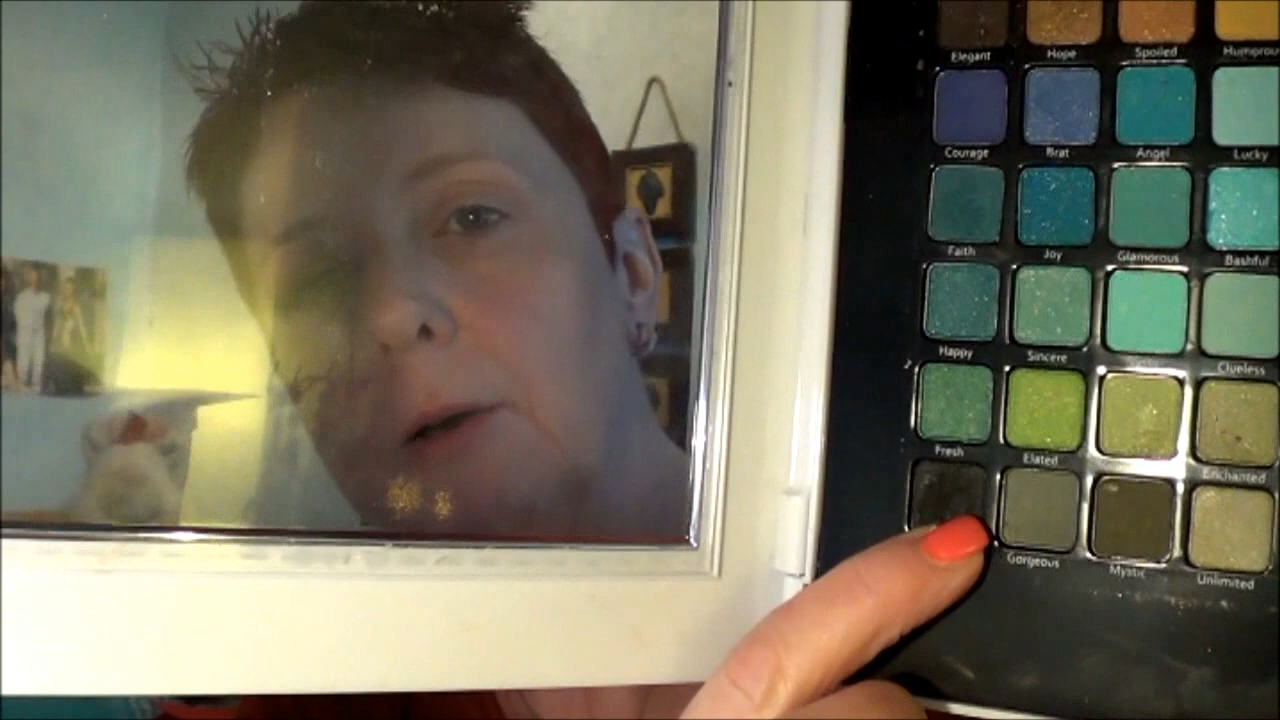 Elegant Hope Spoiled
Courage Brat Angel Lucky
Faith Joy Glamorous Bashful
Happy Sincere Clueless
Fresh Elated Enchanted
Gorgeous Mystic Unlimited